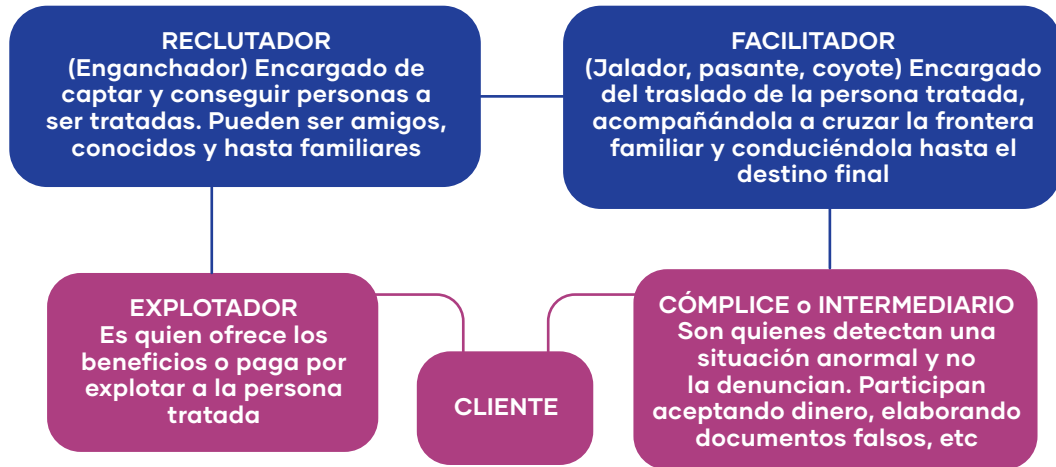 RECLUTADOR
(Enganchador) Encargado de
captar y conseguir personas a
ser tratadas. Pueden ser amigos,
conocidos y hasta familiares
FACILITADOR
(Jalador, pasante, coyote) Encargado
del traslado de la persona tratada,
acompañándola a cruzar la frontera
familiar y conduciéndola hasta el
destino final
EXPLOTADOR
Es quien ofrece los
beneficios o paga por
explotar a la persona
tratada
CLIENTE
CÓMPLICE o INTERMEDIARIO
Son quienes detectan una
situación anormal y no
la denuncian. Participan
aceptando dinero, elaborando
documentos falsos, etc